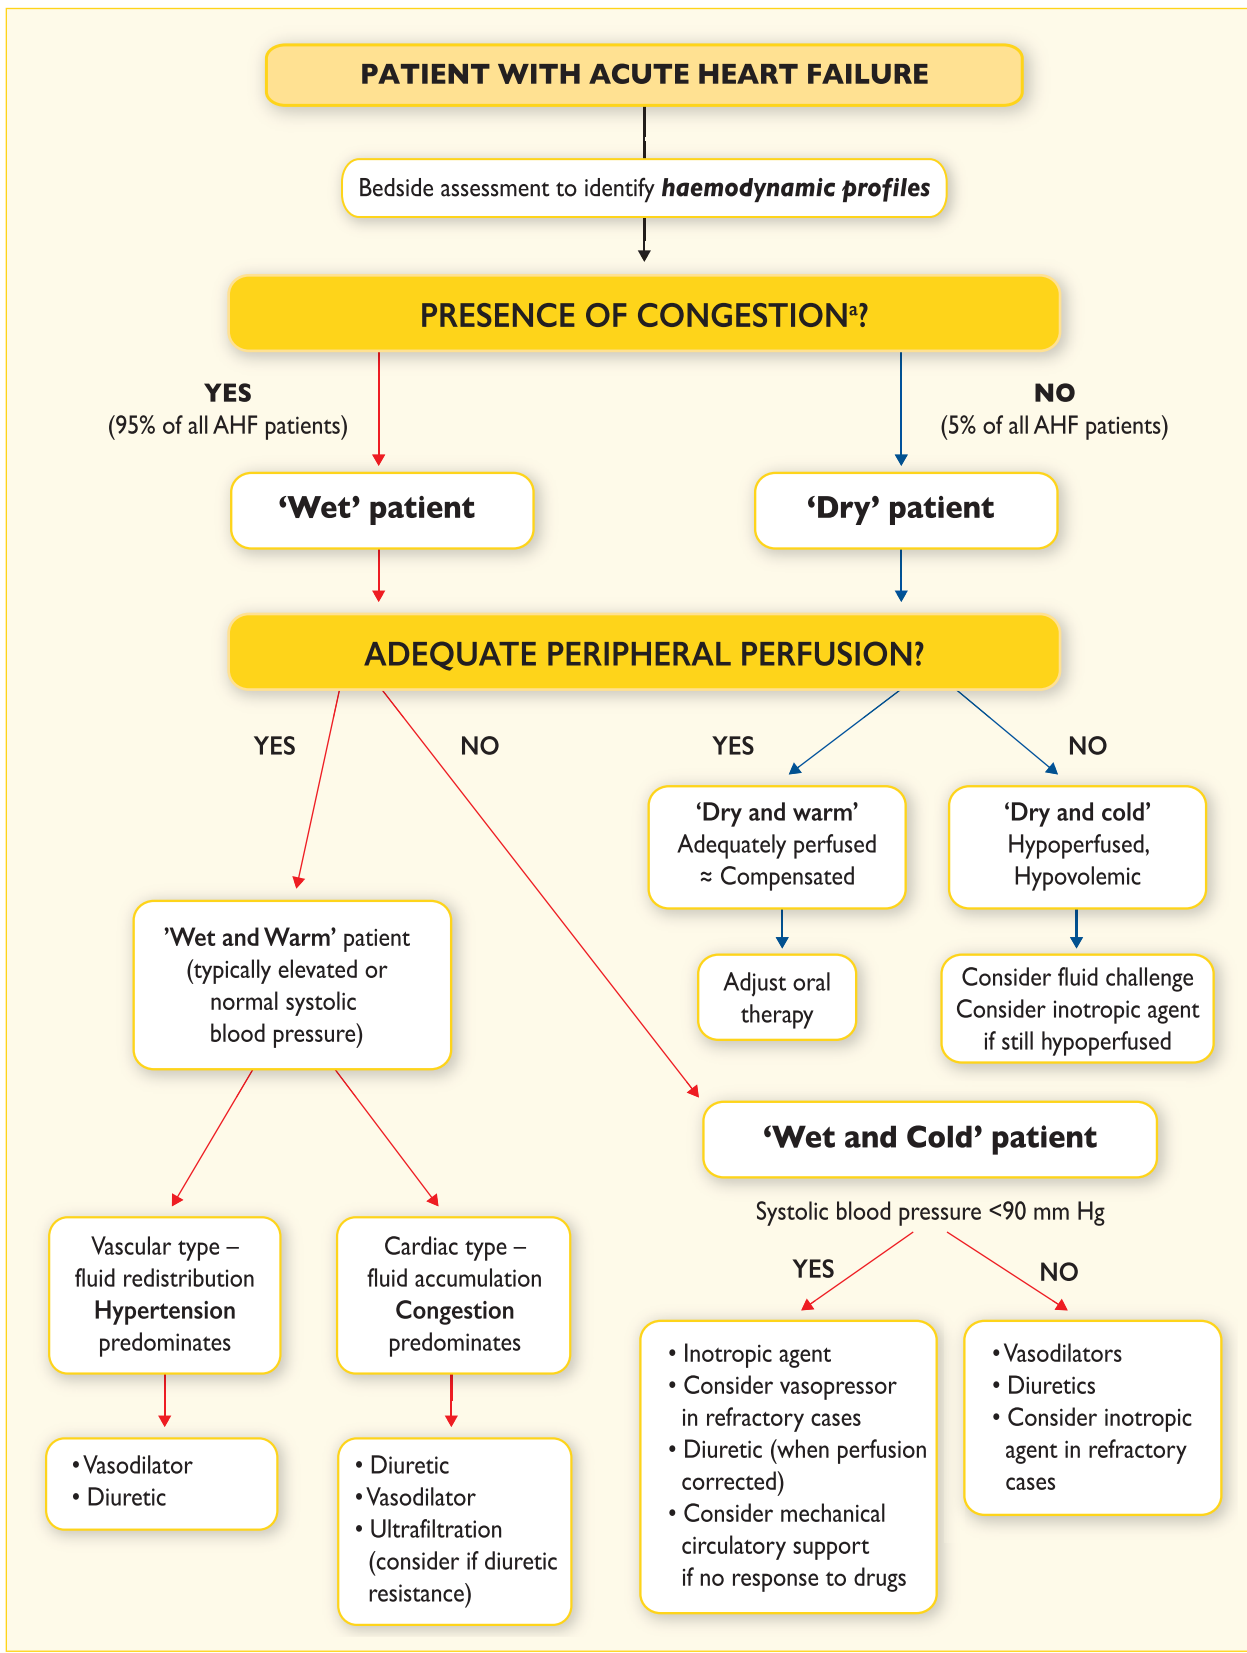 PATIENT WITH ACUTE HEART FAILURE
Bedside assessment to identify haemodynamic profiles
PRESENCE OF CONGESTIONᵃ?
YES
(95% of all AHF patients)
NO
(5% of all AHF patients)
‘Wet’ patient
‘Dry’ patient
ADEQUATE PERIPHERAL PERFUSION?
YES
NO
YES
NO
‘Dry and warm’
Adequately perfused
≈ Compensated
‘Dry and cold’
Hypoperfused,
Hypovolemic
’Wet and Warm’ patient
(typically elevated or
normal systolic
blood pressure)
Adjust oral
therapy
Consider fluid challenge
Consider inotropic agent
if still hypoperfused
‘Wet and Cold’ patient
Systolic blood pressure <90 mm Hg
YES
NO
Vascular type –
fluid redistribution
Hypertension
predominates
Cardiac type –
fluid accumulation
Congestion
predominates
• Vasodilator
• Diuretic
• Diuretic
• Vasodilator
• Ultrafiltration
(consider if diuretic
resistance)
• Inotropic agent
• Consider vasopressor
in refractory cases
• Diuretic (when perfusion
corrected)
• Consider mechanical
circulatory support
if no response to drugs
• Vasodilators
• Diuretics
• Consider inotropic
agent in refractory
cases